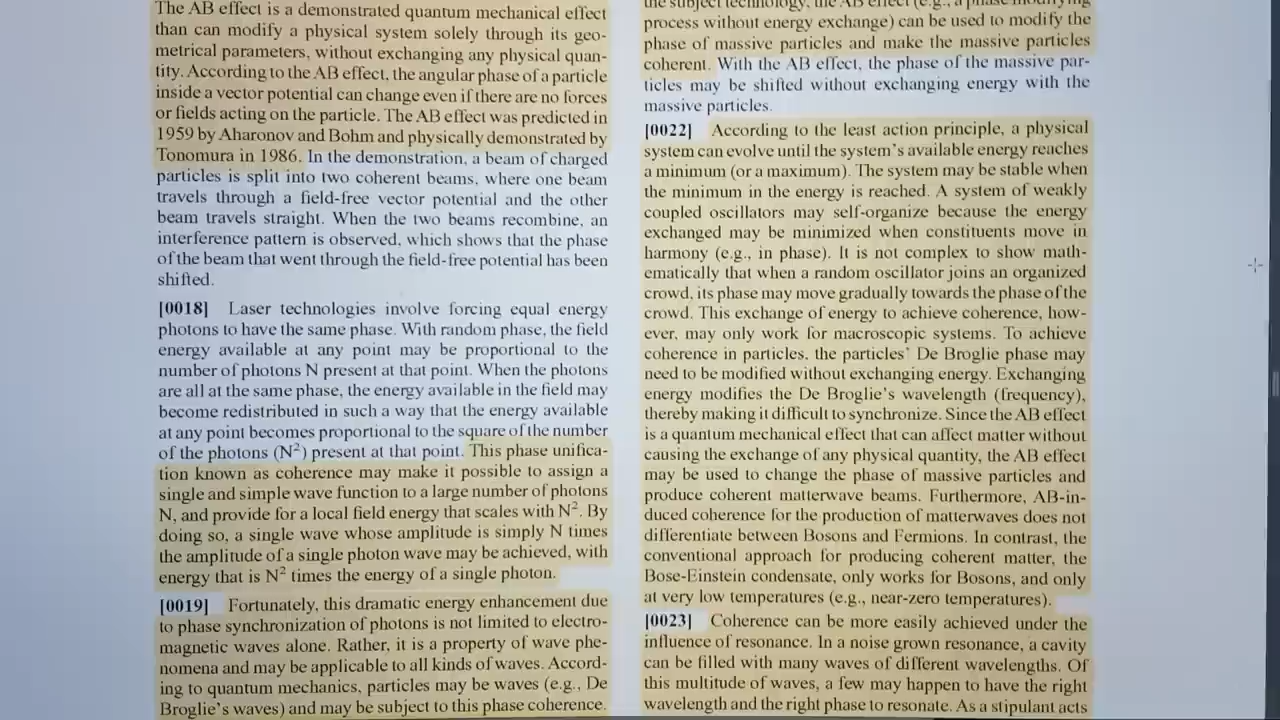 The AB effect is a demonstrated quantum mechanical effect
than can modify a physical system solely through its geo-
metrical parameters, without exchanging any physical quan-
tity. According to the AB effect, the angular phase of a particle
inside a vector potential can change even if there are no forces
or fields acting on the particle. The AB effect was predicted in
1959 by Aharonov and Bohm and physically demonstrated by
Tonomura in 1986. In the demonstration, a beam of charged
particles is split into two coherent beams, where one beam
travels through a field-free vector potential and the other
beam travels straight. When the two beams recombine, an
interference pattern is observed, which shows that the phase
of the beam that went through the field-free potential has been
shifted.
[0018] Laser technologies involve forcing equal energy
photons to have the same phase. With random phase, the field
energy available at any point may be proportional to the
number of photons N present at that point. When the photons
are all at the same phase, the energy available in the field may
become redistributed in such a way that the energy available
at any point becomes proportional to the square of the number
of the photons (N²) present at that point. This phase unifica-
tion known as coherence may make it possible to assign a
single and simple wave function to a large number of photons
N, and provide for a local field energy that scales with N². By
doing so, a single wave whose amplitude is simply N times
the amplitude of a single photon wave may be achieved, with
energy that is N² times the energy of a single photon.
[0019] Fortunately, this dramatic energy enhancement due
to phase synchronization of photons is not limited to electro-
magnetic waves alone. Rather, it is a property of wave phe-
nomena and may be applicable to all kinds of waves. Accord-
ing to quantum mechanics, particles may be waves (e.g., De
Broglie's waves) and may be subject to this phase coherence.
the subject technology, the AB effect (e.g., a phase modifying
process without energy exchange) can be used to modify the
phase of massive particles and make the massive particles
coherent. With the AB effect, the phase of the massive par-
ticles may be shifted without exchanging energy with the
massive particles.
[0022] According to the least action principle, a physical
system can evolve until the system's available energy reaches
a minimum (or a maximum). The system may be stable when
the minimum in the energy is reached. A system of weakly
coupled oscillators may self-organize because the energy
exchanged may be minimized when constituents move in
harmony (e.g., in phase). It is not complex to show math-
ematically that when a random oscillator joins an organized
crowd, its phase may move gradually towards the phase of the
crowd. This exchange of energy to achieve coherence, how-
ever, may only work for macroscopic systems. To achieve
coherence in particles, the particles' De Broglie phase may
need to be modified without exchanging energy. Exchanging
energy modifies the De Broglie's wavelength (frequency),
thereby making it difficult to synchronize. Since the AB effect
is a quantum mechanical effect that can affect matter without
causing the exchange of any physical quantity, the AB effect
may be used to change the phase of massive particles and
produce coherent matterwave beams. Furthermore, AB-in-
duced coherence for the production of matterwaves does not
differentiate between Bosons and Fermions. In contrast, the
conventional approach for producing coherent matter, the
Bose-Einstein condensate, only works for Bosons, and only
at very low temperatures (e.g., near-zero temperatures).
[0023] Coherence can be more easily achieved under the
influence of resonance. In a noise grown resonance, a cavity
can be filled with many waves of different wavelengths. Of
this multitude of waves, a few may happen to have the right
wavelength and the right phase to resonate. As a stipulant acts